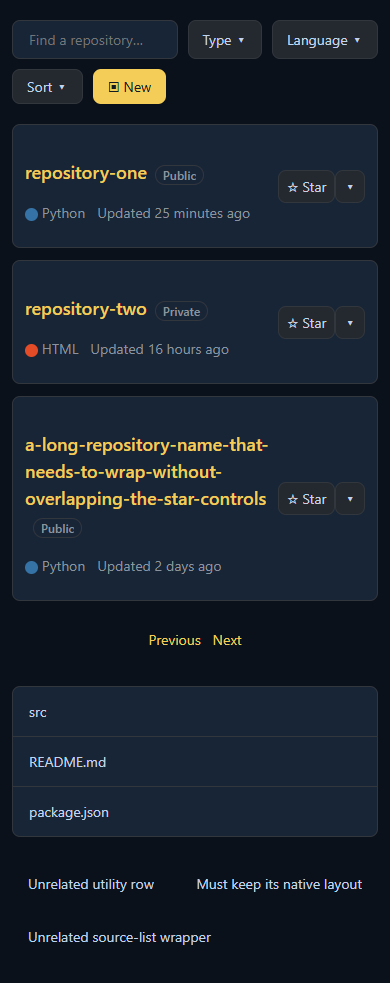 Find a repository...
Type ▾
Language ▾
Sort ▾
New
repository-one Public
☆ Star ▾
Python Updated 25 minutes ago
repository-two Private
☆ Star ▾
HTML Updated 16 hours ago
a-long-repository-name-that-
needs-to-wrap-without-
overlapping-the-star-controls
☆ Star ▾
Public
Python Updated 2 days ago
Previous Next
src
README.md
package.json
Unrelated utility row
Must keep its native layout
Unrelated source-list wrapper